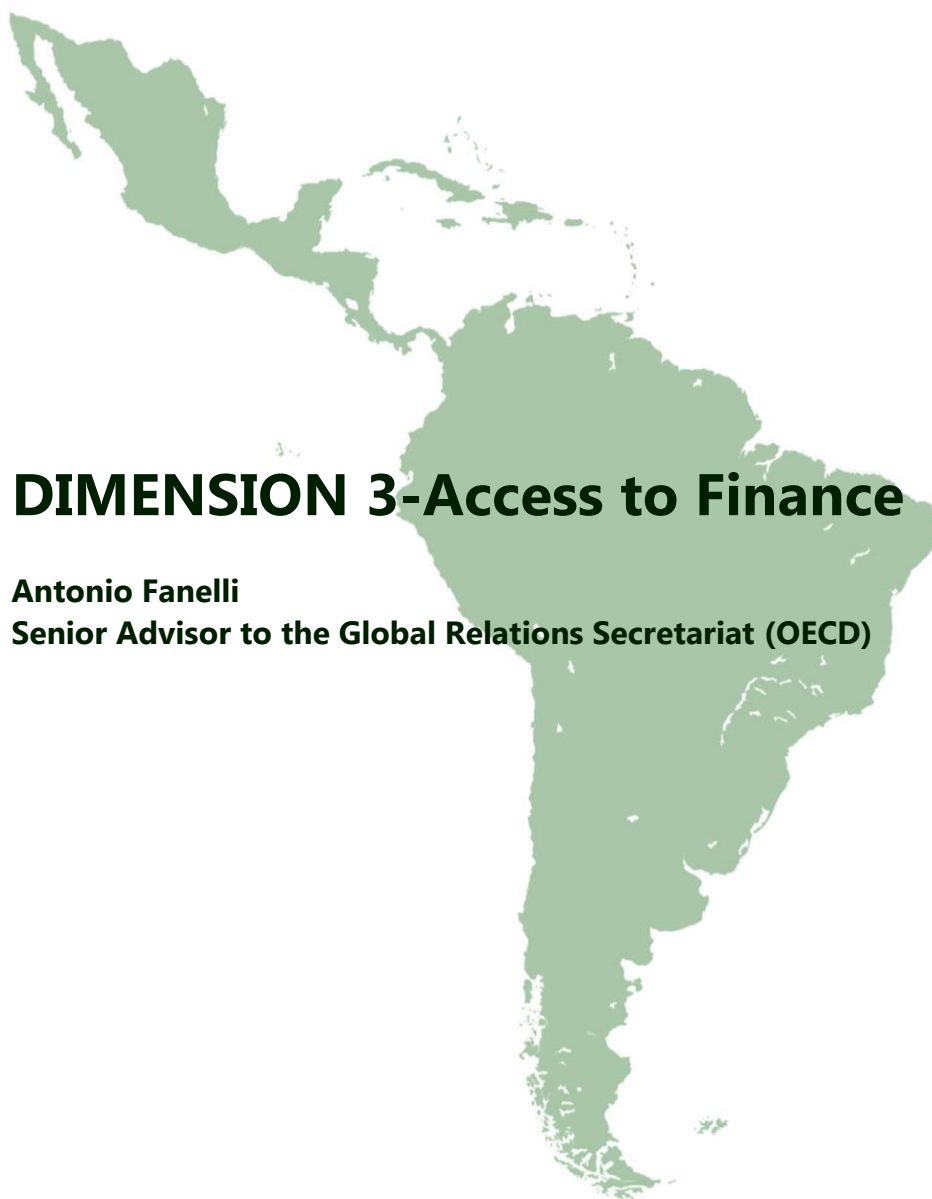 DIMENSION 3-Access to Finance
Antonio Fanelli
Senior Advisor to the Global Relations Secretariat (OECD)